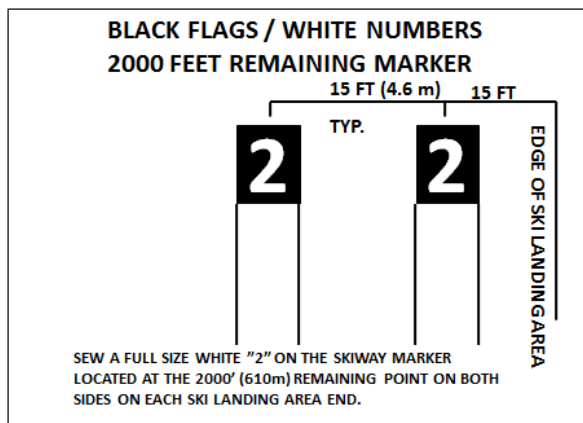 BLACK FLAGS / WHITE NUMBERS
2000 FEET REMAINING MARKER
15 FT (4.6 m) 15 FT
TYP.
2 2
EDGE OF SKI LANDING AREA
SEW A FULL SIZE WHITE ”2” ON THE SKIWAY MARKER
LOCATED AT THE 2000’ (610m) REMAINING POINT ON BOTH
SIDES ON EACH SKI LANDING AREA END.